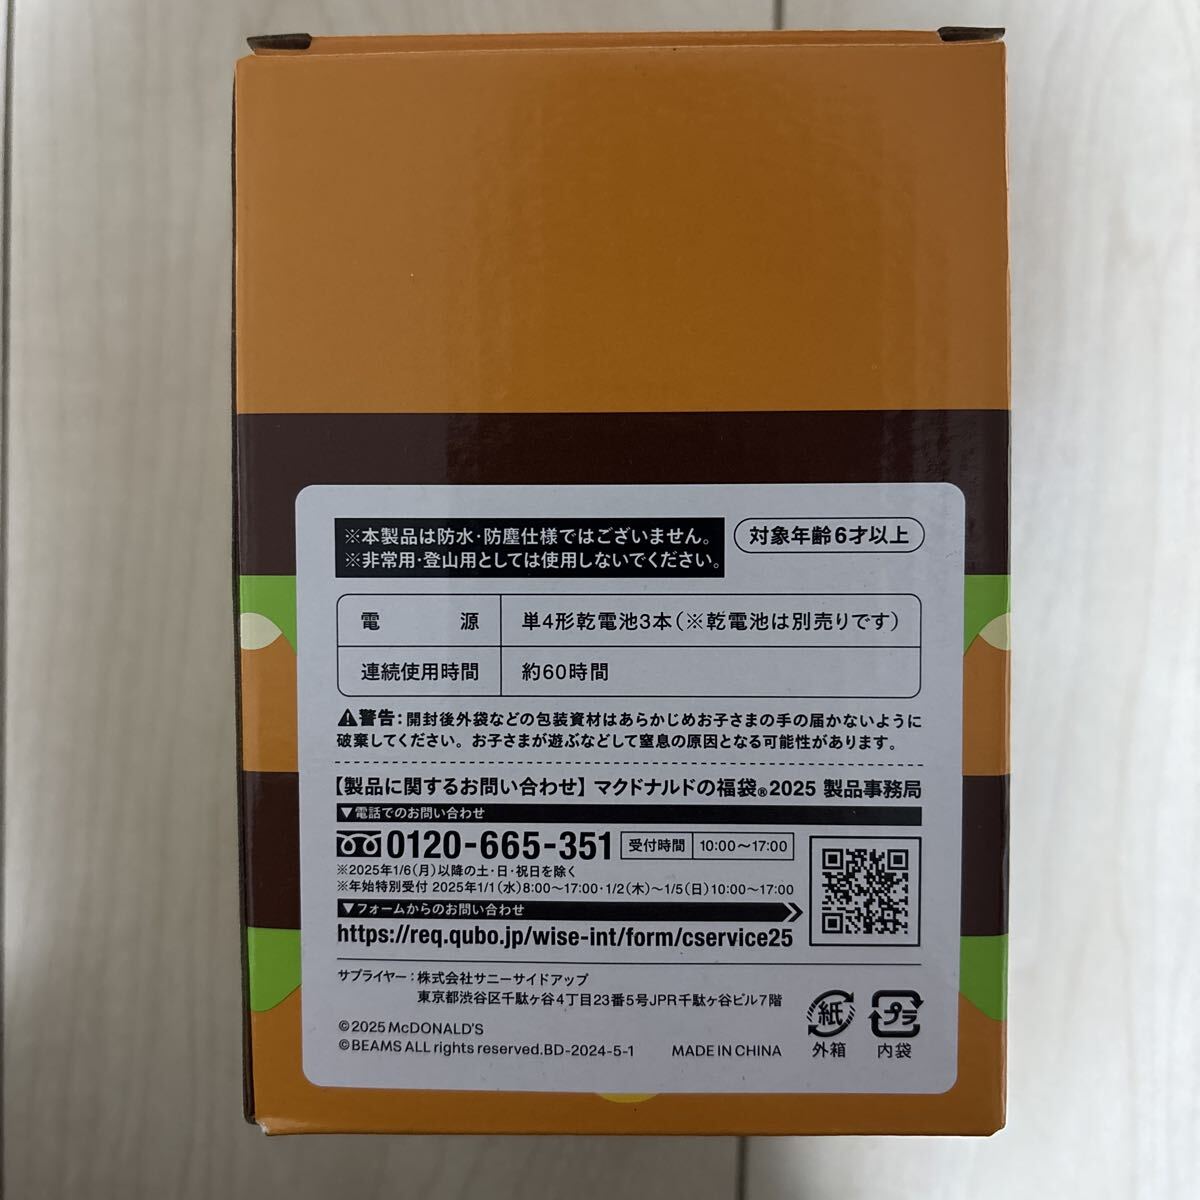 ※本製品は防水・防塵仕様ではございません。
※非常用・登山用としては使用しないでください。
対象年齢6才以上
電 源 単4形乾電池3本(※乾電池は別売りです)
連続使用時間 約60時間
⚠警告:開封後外袋などの包装資材はあらかじめお子さまの手の届かないように
破棄してください。お子さまが遊ぶなどして窒息の原因となる可能性があります。
【製品に関するお問い合わせ】マクドナルドの福袋®2025 製品事務局
▼電話でのお問い合わせ
0120-665-351 受付時間 10:00〜17:00
※2025年1/6(月)以降の土・日・祝日を除く
※年始特別受付 2025年1/1(水)8:00〜17:00・1/2(木)〜1/5(日)10:00〜17:00
▼フォームからのお問い合わせ
https://req.qubo.jp/wise-int/form/cservice25
サプライヤー:株式会社サニーサイドアップ
東京都渋谷区千駄ヶ谷4丁目23番5号JPR千駄ヶ谷ビル7階
紙 プラ
外箱 内袋
©2025 McDONALD'S
©BEAMS ALL rights reserved.BD-2024-5-1 MADE IN CHINA